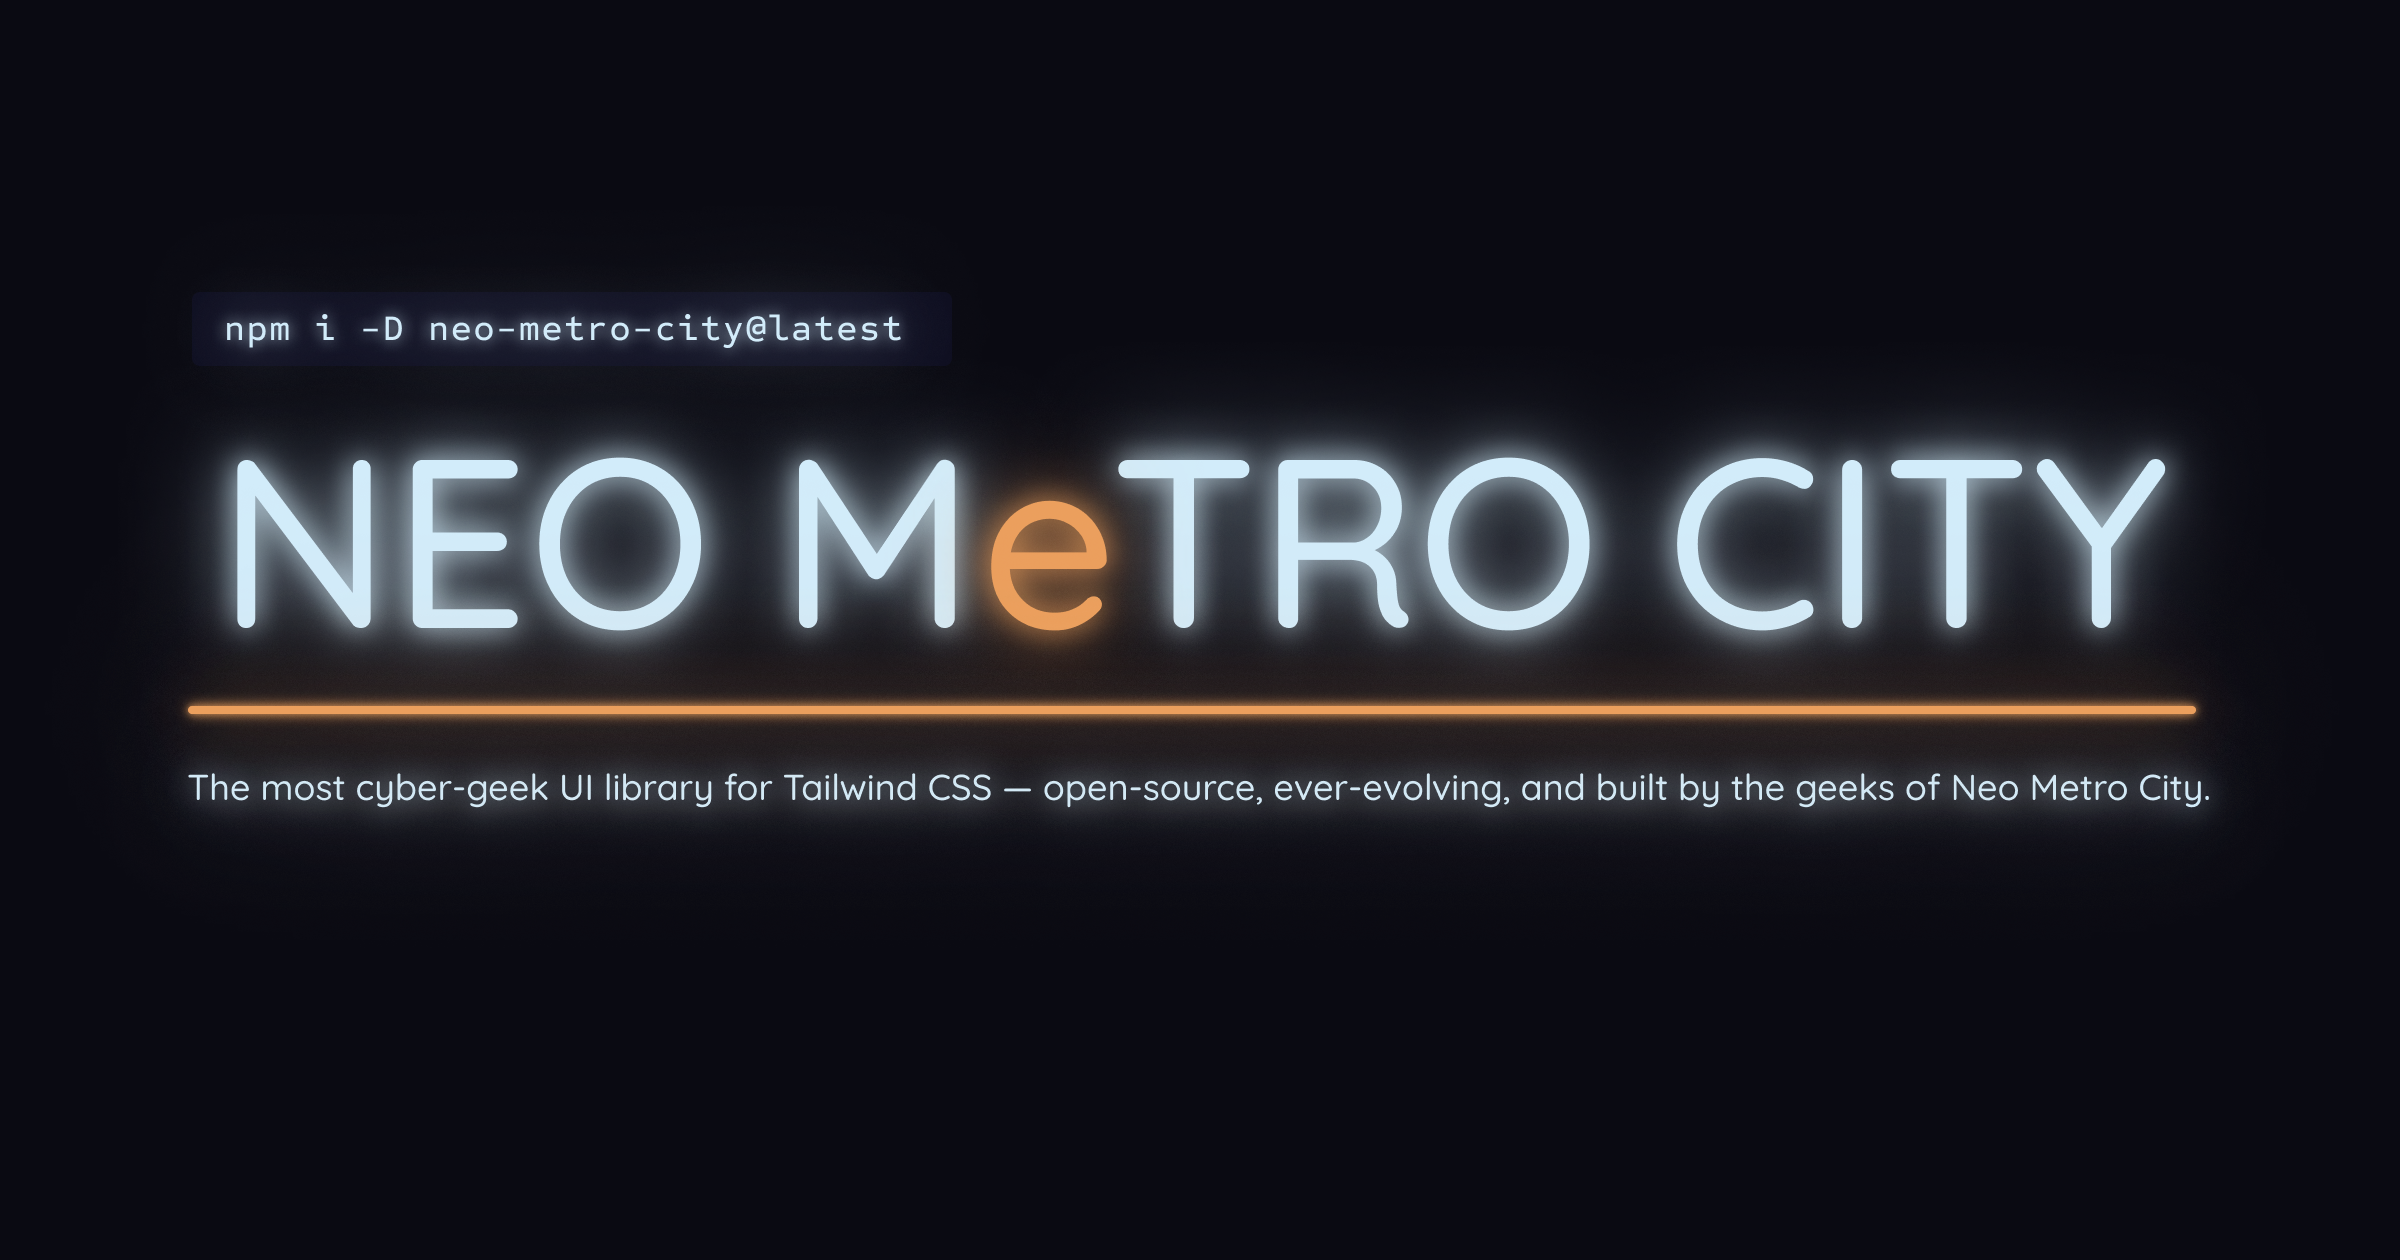 npm i -D neo-metro-city@latest
NEO MeTRO CITY
The most cyber-geek UI library for Tailwind CSS — open-source, ever-evolving, and built by the geeks of Neo Metro City.